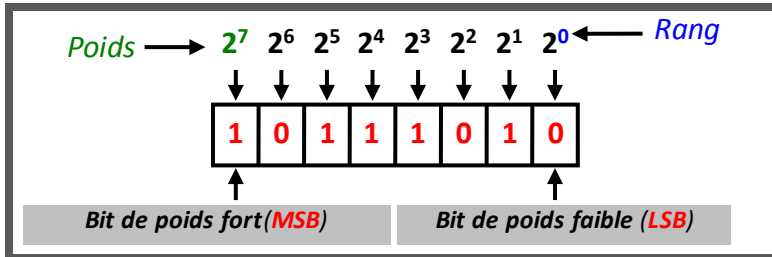 Poids 2⁷ 2⁶ 2⁵ 2⁴ 2³ 2² 2¹ 2⁰ Rang
1 0 1 1 1 0 1 0
Bit de poids fort(MSB) Bit de poids faible (LSB)